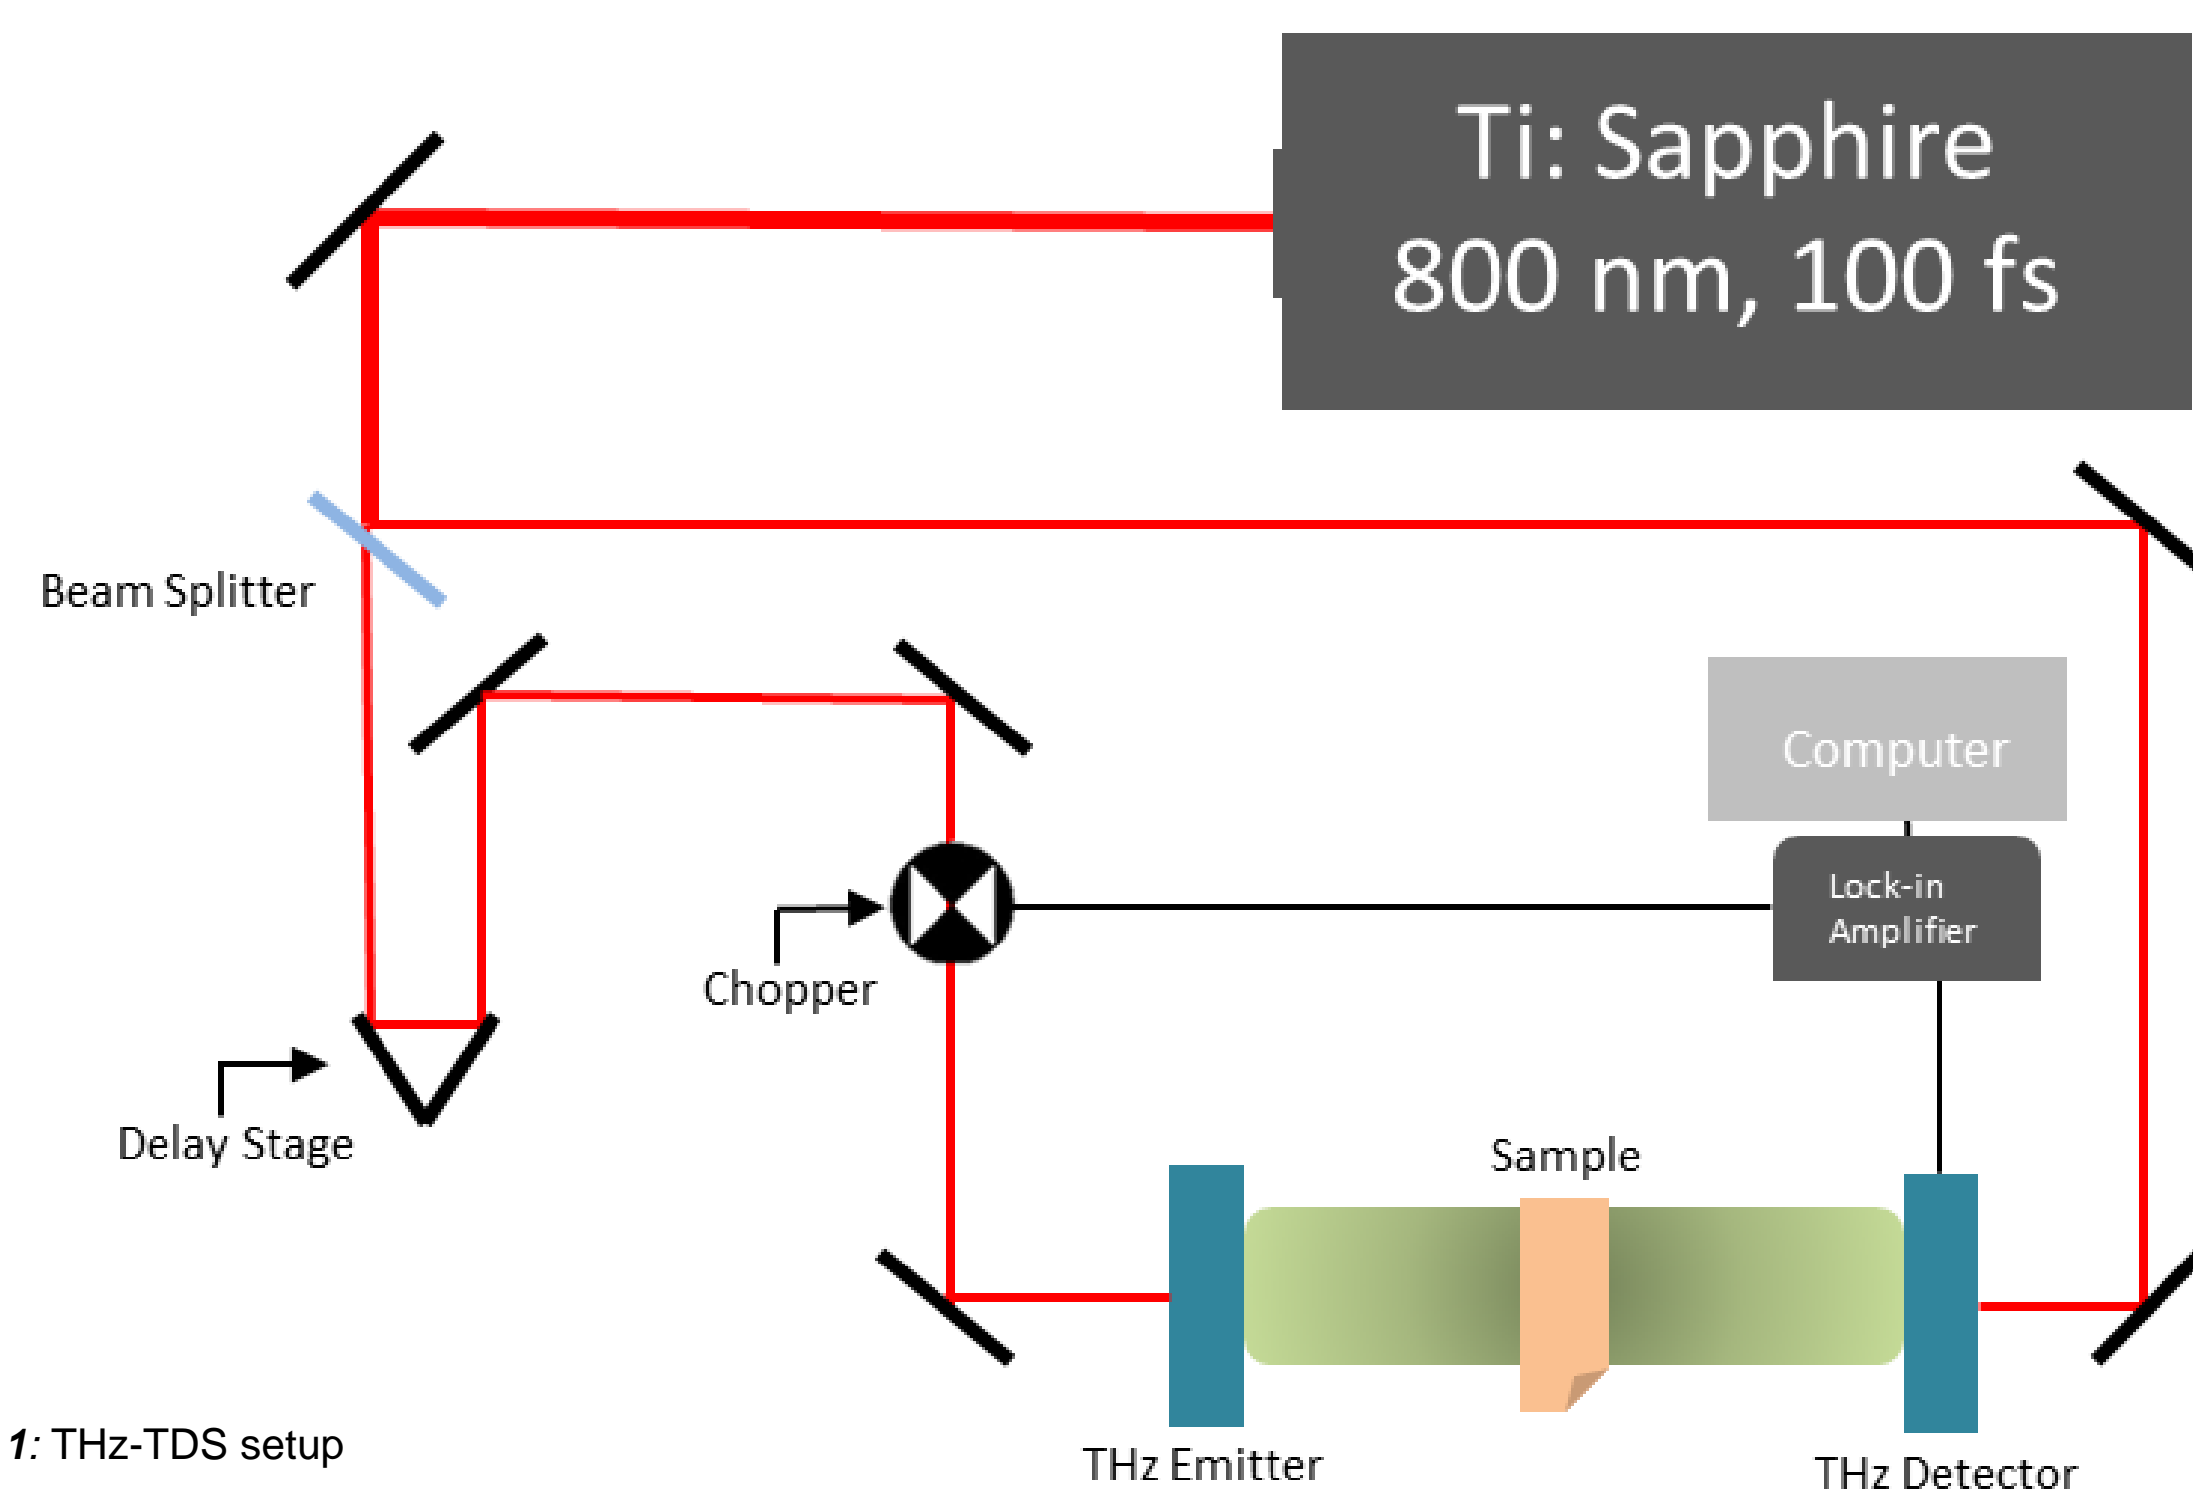 Ti: Sapphire
800 nm, 100 fs
Beam Splitter
Computer
Lock-in
Amplifier
Chopper
Delay Stage
Sample
THz Emitter
THz Detector
1: THz-TDS setup